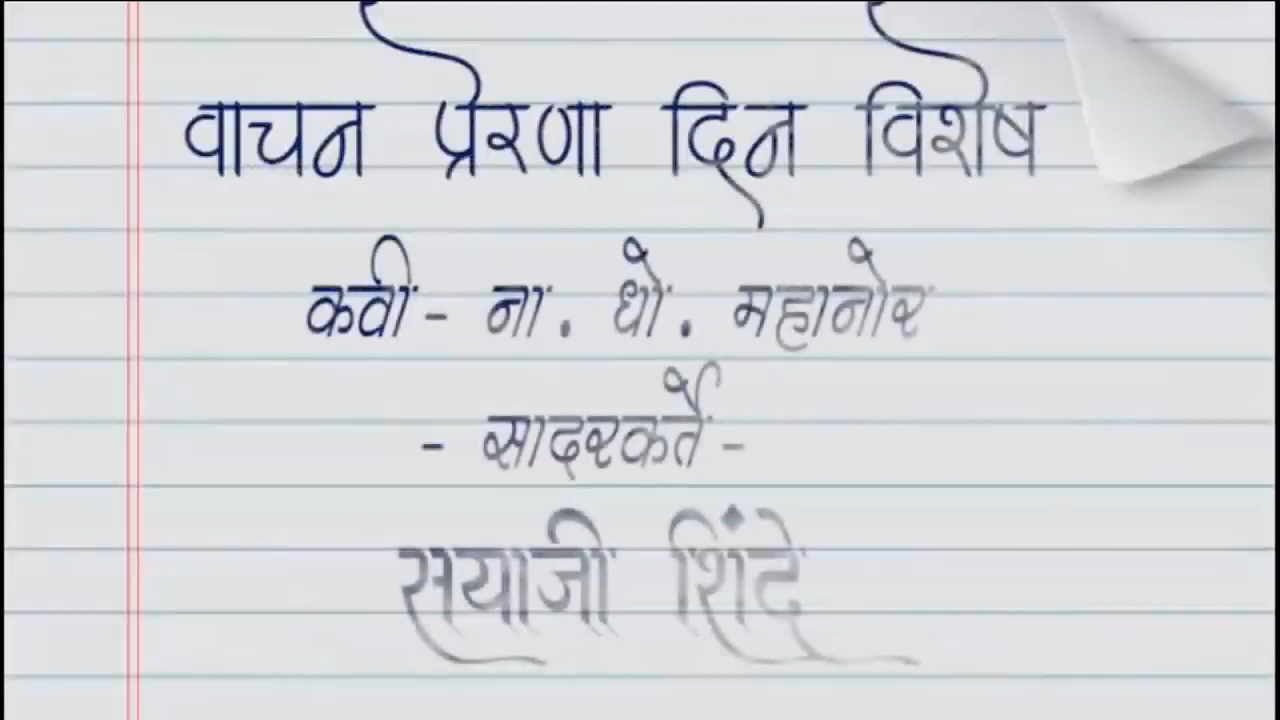 वाचन प्रेरणा दिन विशेष
कवी - ना. धों. महानोर
- सादरकर्ते -
सयाजी शिंदे